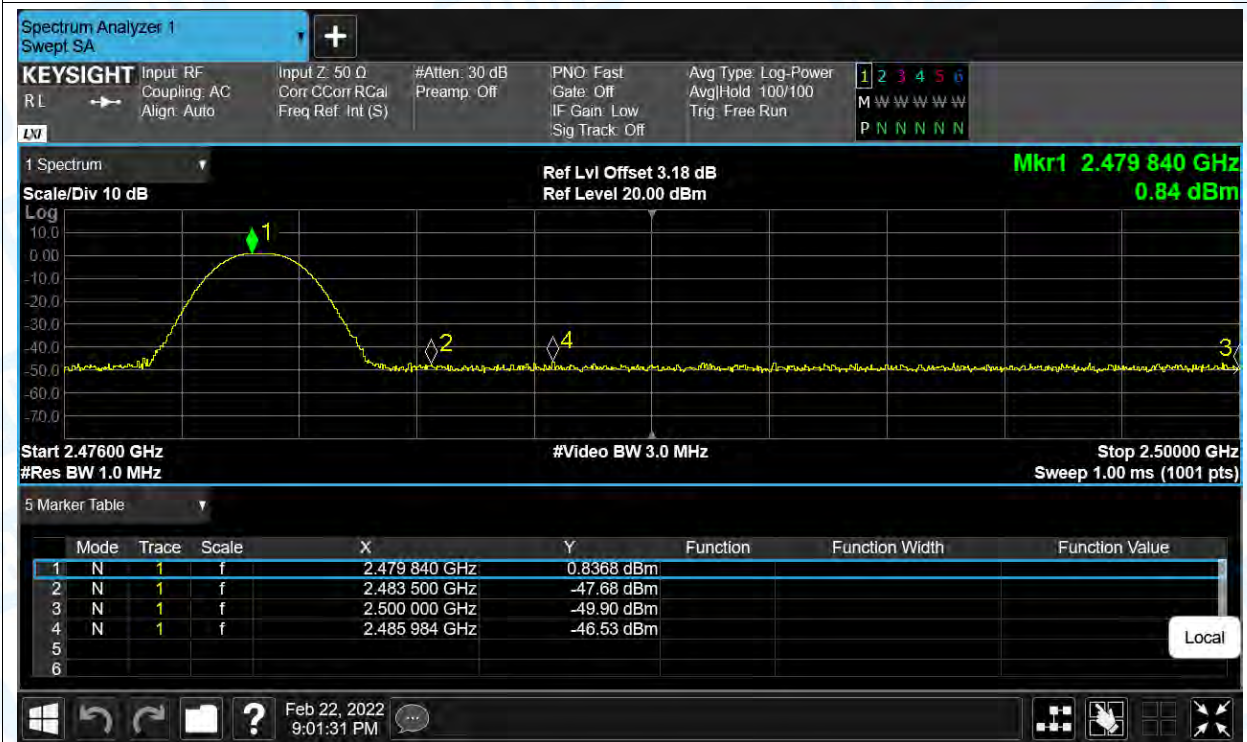 Spectrum Analyzer 1
Swept SA
+
KEYSIGHT Input: RF Input Z: 50 Ω #Atten: 30 dB PNO: Fast Avg Type: Log-Power 1 2 3 4 5 6
RL Coupling: AC Corr CCorr RCal Preamp: Off Gate: Off Avg|Hold: 100/100 M W W W W W W
Align: Auto Freq Ref: Int (S) IF Gain: Low Trig: Free Run
LXI Sig Track: Off P N N N N N N
1 Spectrum
Ref Lvl Offset 3.18 dB Mkr1 2.479 840 GHz
Scale/Div 10 dB Ref Level 20.00 dBm 0.84 dBm
Log
10.0
0.00
-10.0
-20.0
-30.0
-40.0
-50.0
-60.0
-70.0
1
2
4
3
Start 2.47600 GHz #Video BW 3.0 MHz Stop 2.50000 GHz
#Res BW 1.0 MHz Sweep 1.00 ms (1001 pts)
5 Marker Table
Mode Trace Scale X Y Function Function Width Function Value
1 N 1 f 2.479 840 GHz 0.8368 dBm
2 N 1 f 2.483 500 GHz -47.68 dBm
3 N 1 f 2.500 000 GHz -49.90 dBm
4 N 1 f 2.485 984 GHz -46.53 dBm
5
6
Local
? Feb 22, 2022
9:01:31 PM